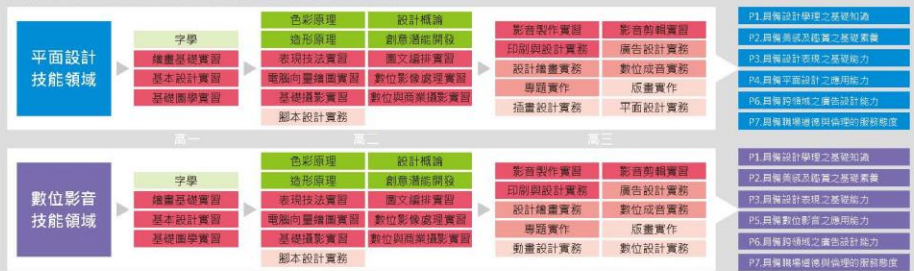 平面設計
技能領域
字學
繪畫基礎實習
基本設計實習
基礎圖學實習
色彩原理 設計概論
造形原理 創意潛能開發
表現技法實習 圖文編排實習
電腦向量繪圖實習 數位影像處理實習
基礎攝影實習 數位與商業攝影實習
腳本設計實務
影音製作實習 影音剪輯實習
印刷與設計實務 廣告設計實務
設計繪畫實務 數位成音實務
專題實作 版畫實作
插畫設計實務 平面設計實務
P1.具備設計學理之基礎知識
P2.具備美感及鑑賞之基礎素養
P3.具備設計表現之基礎能力
P4.具備平面設計之應用能力
P6.具備跨領域之廣告設計能力
P7.具備職場道德與倫理的服務態度
高一 高二 高三
數位影音
技能領域
字學
繪畫基礎實習
基本設計實習
基礎圖學實習
色彩原理 設計概論
造形原理 創意潛能開發
表現技法實習 圖文編排實習
電腦向量繪圖實習 數位影像處理實習
基礎攝影實習 數位與商業攝影實習
腳本設計實務
影音製作實習 影音剪輯實習
印刷與設計實務 廣告設計實務
設計繪畫實務 數位成音實務
專題實作 版畫實作
動畫設計實務 數位設計實務
P1.具備設計學理之基礎知識
P2.具備美感及鑑賞之基礎素養
P3.具備設計表現之基礎能力
P5.具備數位影音之應用能力
P6.具備跨領域之廣告設計能力
P7.具備職場道德與倫理的服務態度